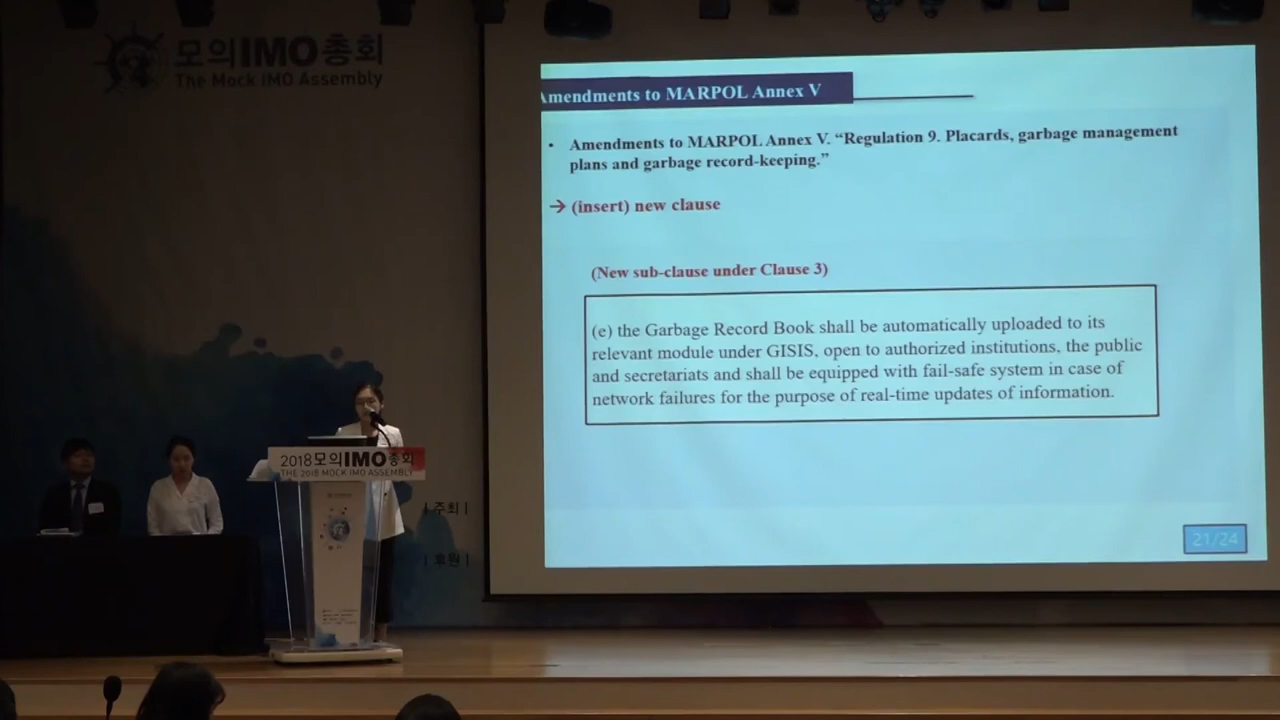 모의IMO총회
The Mock IMO Assembly
Amendments to MARPOL Annex V
• Amendments to MARPOL Annex V. “Regulation 9. Placards, garbage management
plans and garbage record-keeping.”
→ (insert) new clause
(New sub-clause under Clause 3)
(e) the Garbage Record Book shall be automatically uploaded to its
relevant module under GISIS, open to authorized institutions, the public
and secretariats and shall be equipped with fail-safe system in case of
network failures for the purpose of real-time updates of information.
21/24
2018모의IMO총회
THE 2018 MOCK IMO ASSEMBLY
| 주최 |
| 후원 |